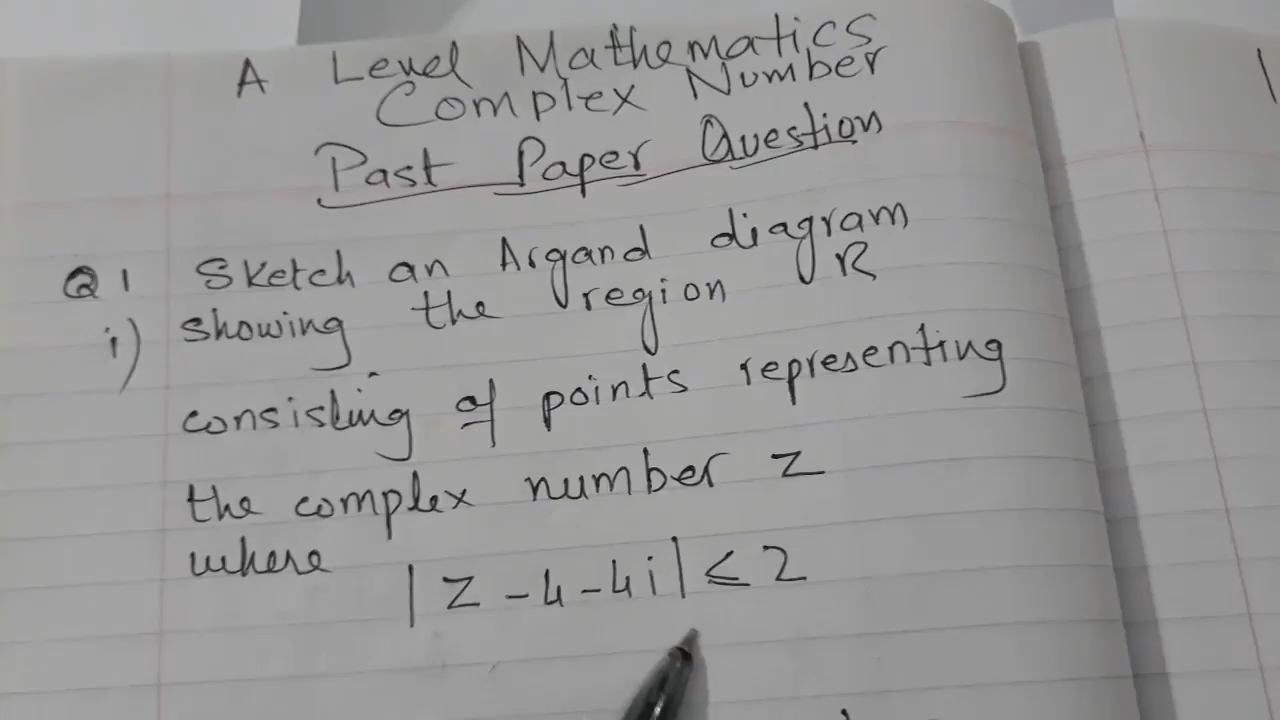 A Level Mathematics
Complex Number
Past Paper Question
Q1 Sketch an Argand diagram
i) showing the region R
consisting of points representing
the complex number z
where |z-4-4i| ≤ 2